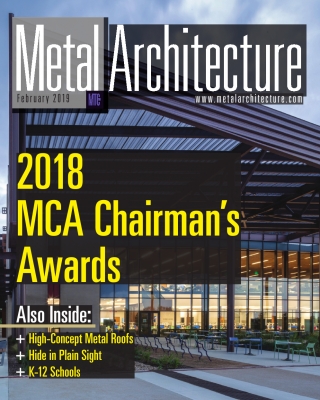 Metal Architecture
February 2019
MTG
www.metalarchitecture.com
2018
MCA Chairman's
Awards
Also Inside:
+ High-Concept Metal Roofs
+ Hide in Plain Sight
+ K-12 Schools